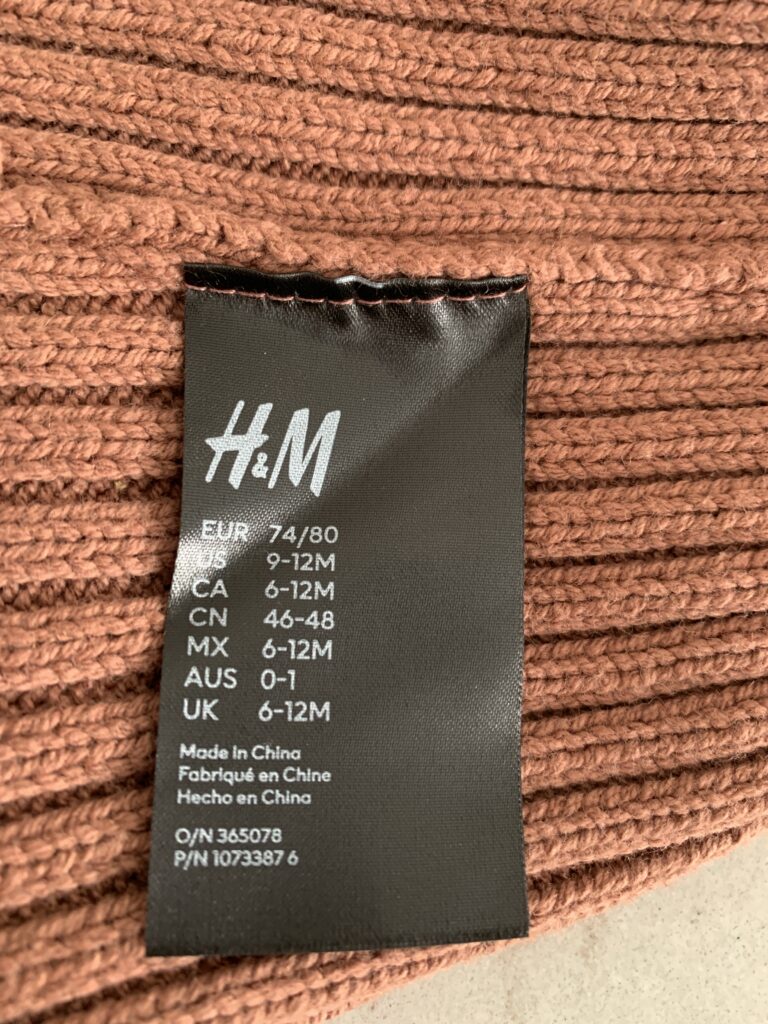 H&M
EUR 74/80
US 9-12M
CA 6-12M
CN 46-48
MX 6-12M
AUS 0-1
UK 6-12M
Made in China
Fabriqué en Chine
Hecho en China
O/N 365078
P/N 1073387 6